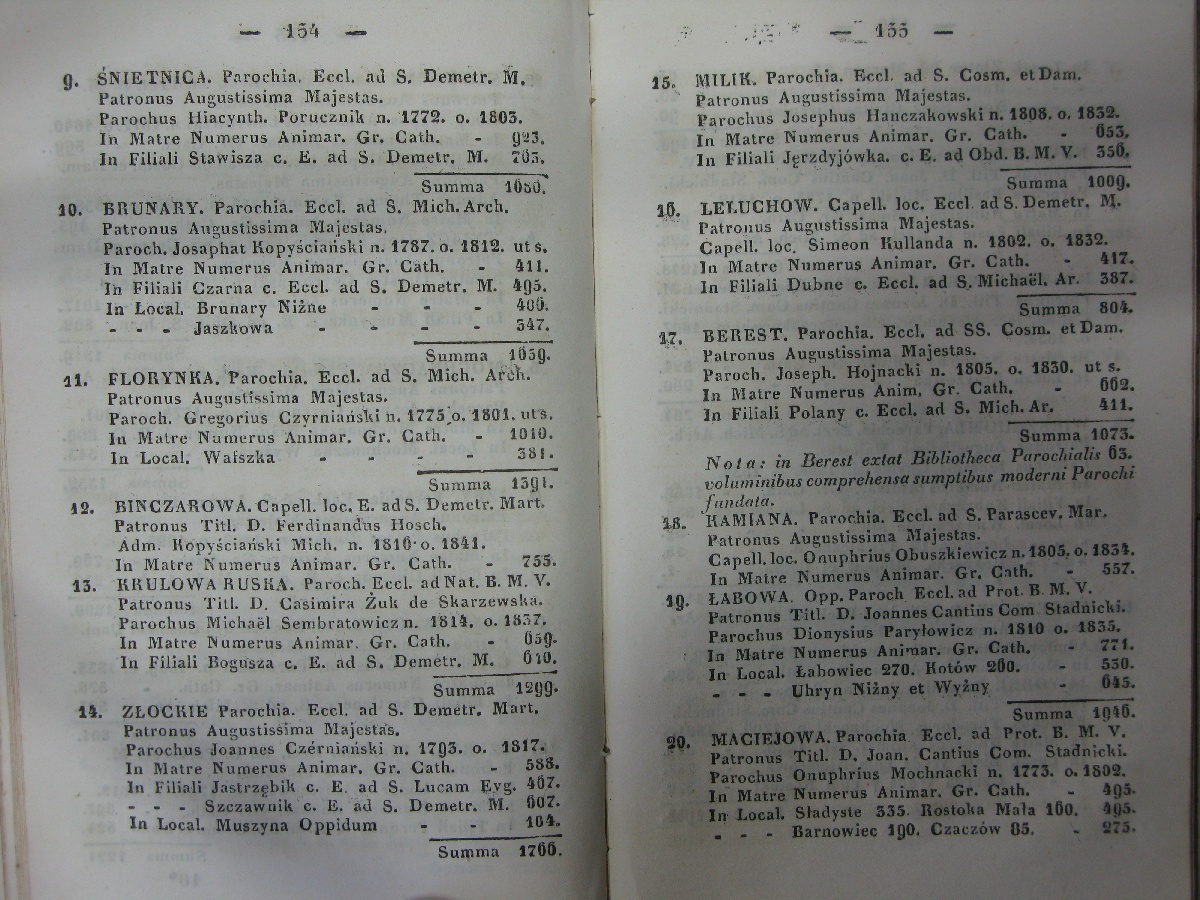 — 154 —
9. ŚNIETNICA. Parochia. Eccl. ad S. Demetr. M.
Patronus Augustissima Majestas.
Parochus Hiacynth. Porucznik n. 1772. o. 1803.
In Matre Numerus Animar. Gr. Cath. - 923.
In Filiali Stawisza c. E. ad S. Demetr. M. 763.
Summa 1686.
10. BRUNARY. Parochia. Eccl. ad S. Mich. Arch.
Patronus Augustissima Majestas.
Paroch. Josaphat Kopyściański n. 1787. o. 1812. ut s.
In Matre Numerus Animar. Gr. Cath. - 411.
In Filiali Czarna c. Eccl. ad S. Demetr. M. 495.
In Local. Brunary Niżne - - - 406.
- - - Jaszkowa - - - - 347.
Summa 1659.
11. FLORYNKA. Parochia. Eccl. ad S. Mich. Arch.
Patronus Augustissima Majestas.
Paroch. Gregorius Czyrniański n. 1775 o. 1801. ut s.
In Matre Numerus Animar. Gr. Cath. - 1010.
In Local. Wafszka - - - - 381.
Summa 1391.
12. BINCZAROWA. Capell. loc. E. ad S. Demetr. Mart.
Patronus Titl. D. Ferdinandus Hosch.
Adm. Kopyściański Mich. n. 1816 o. 1841.
In Matre Numerus Animar. Gr. Cath. - 755.
13. KRULOWA RUSKA. Paroch. Eccl. ad Nat. B. M. V.
Patronus Titl. D. Casimira Żuk de Skarzewska.
Parochus Michaël Sembratowicz n. 1814. o. 1837.
In Matre Numerus Animar. Gr. Cath. - 659.
In Filiali Bogusza c. E. ad S. Demetr. M. 640.
Summa 1299.
14. ZŁOCKIE Parochia. Eccl. ad S. Demetr. Mart.
Patronus Augustissima Majestas.
Parochus Joannes Czérniański n. 1793. o. 1817.
In Matre Numerus Animar. Gr. Cath. - 588.
In Filiali Jastrzębik c. E. ad S. Lucam Evg. 467.
- - - Szczawnik c. E. ad S. Demetr. M. 607.
In Local. Muszyna Oppidum - - 104.
Summa 1766.
— 155 —
15. MILIK. Parochia. Eccl. ad S. Cosm. et Dam.
Patronus Augustissima Majestas.
Parochus Josephus Hanczakowski n. 1808. o. 1832.
In Matre Numerus Animar. Gr. Cath. - 653.
In Filiali Jęrzdyjówka. c. E. ad Obd. B. M. V. 356.
Summa 1009.
16. LELUCHOW. Capell. loc. Eccl. ad S. Demetr. M.
Patronus Augustissima Majestas.
Capell. loc. Simeon Kullanda n. 1802. o. 1832.
In Matre Numerus Animar. Gr. Cath. - 417.
In Filiali Dubne c. Eccl. ad S. Michaël. Ar. 387.
Summa 804.
17. BEREST. Parochia. Eccl. ad SS. Cosm. et Dam.
Patronus Augustissima Majestas.
Paroch. Joseph. Hojnacki n. 1805. o. 1830. ut s.
In Matre Numerus Anim. Gr. Cath. - 662.
In Filiali Polany c. Eccl. ad S. Mich. Ar. 411.
Summa 1073.
Nota: in Berest extat Bibliotheca Parochialis 63.
voluminibus comprehensa sumptibus moderni Parochi
fundata.
18. KAMIANA. Parochia. Eccl. ad S. Parascev. Mar.
Patronus Augustissima Majestas.
Capell. loc. Onuphrius Obuszkiewicz n. 1805. o. 1834.
In Matre Numerus Animar. Gr. Cath. - 557.
19. ŁABOWA. Opp. Paroch Eccl. ad Prot. B. M. V.
Patronus Titl. D. Joannes Cantius Com Stadnicki.
Parochus Dionysius Paryłowicz n. 1810 o. 1835.
In Matre Numerus Animar. Gr. Cath. - 771.
In Local. Łabowiec 270. Kotów 260. - 530.
- - - Uhryn Niżny et Wyżny - 645.
Summa 1946.
20. MACIEJOWA. Parochia. Eccl. ad Prot. B. M. V.
Patronus Titl. D. Joan. Cantius Com. Stadnicki.
Parochus Onuphrius Mochnacki n. 1773. o. 1802.
In Matre Numerus Animar. Gr. Cath. - 495.
In Local. Sładyste 335. Rostoka Mała 160. 495.
- - - Barnowiec 190. Czaczów 85. - 275.